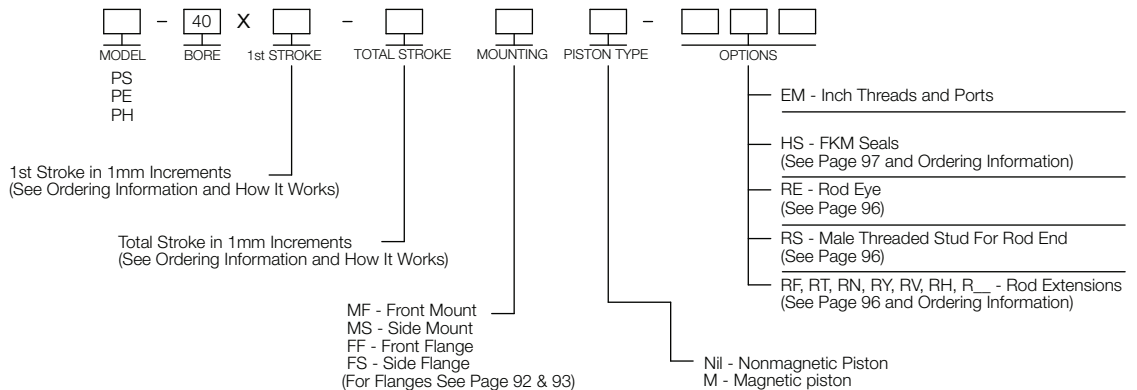 - 40 X - -
MODEL BORE 1st STROKE TOTAL STROKE MOUNTING PISTON TYPE OPTIONS
PS
PE
PH
EM - Inch Threads and Ports
HS - FKM Seals
(See Page 97 and Ordering Information)
RE - Rod Eye
(See Page 96)
RS - Male Threaded Stud For Rod End
(See Page 96)
RF, RT, RN, RY, RV, RH, R__ - Rod Extensions
(See Page 96 and Ordering Information)
1st Stroke in 1mm Increments
(See Ordering Information and How It Works)
Total Stroke in 1mm Increments
(See Ordering Information and How It Works)
MF - Front Mount
MS - Side Mount
FF - Front Flange
FS - Side Flange
(For Flanges See Page 92 & 93)
Nil - Nonmagnetic Piston
M - Magnetic piston